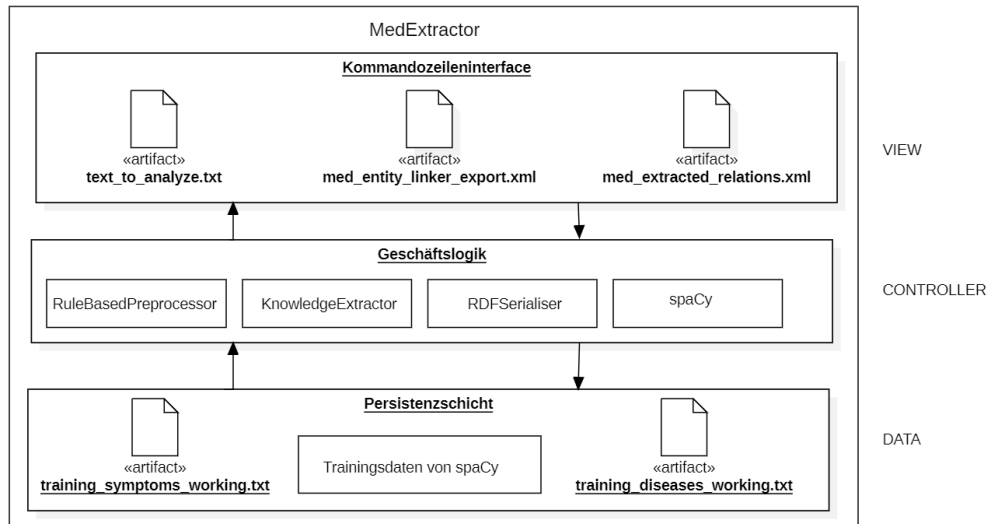 MedExtractor
Kommandozeileninterface
«artifact»
text_to_analyze.txt
«artifact»
med_entity_linker_export.xml
«artifact»
med_extracted_relations.xml
VIEW
Geschäftslogik
RuleBasedPreprocessor
KnowledgeExtractor
RDFSerialiser
spaCy
CONTROLLER
Persistenzschicht
«artifact»
training_symptoms_working.txt
Trainingsdaten von spaCy
«artifact»
training_diseases_working.txt
DATA